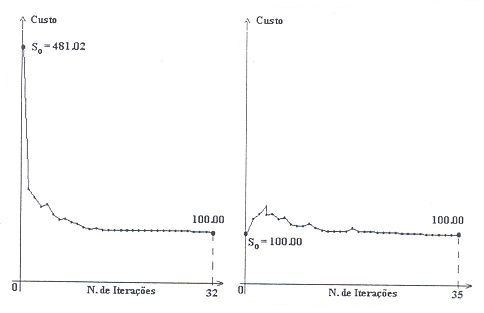 Custo
S₀ = 481.02
100.00
0
N. de Iterações
32
Custo
100.00
S₀ = 100.00
0
N. de Iterações
35